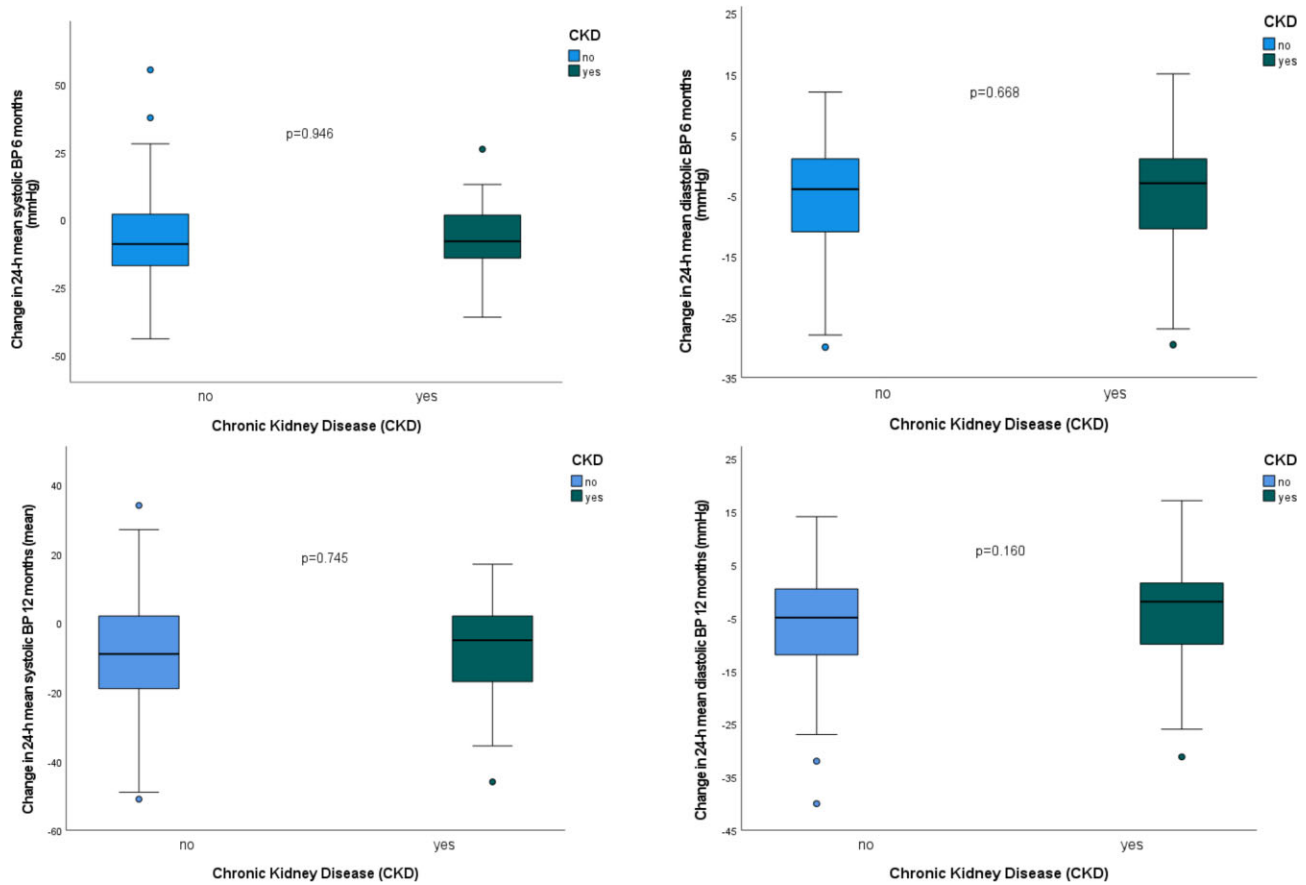 Change in 24-h mean systolic BP 6 months
(mmHg)
50
25
0
-25
-50
p=0.946
CKD
no
yes
no
yes
Chronic Kidney Disease (CKD)
Change in 24-h mean diastolic BP 6 months
(mmHg)
25
15
5
-5
-15
-25
-35
p=0.668
CKD
no
yes
no
yes
Chronic Kidney Disease (CKD)
Change in 24-h mean systolic BP 12 months (mean)
40
20
0
-20
-40
-60
p=0.745
CKD
no
yes
no
yes
Chronic Kidney Disease (CKD)
Change in 24-h mean diastolic BP 12 months (mmHg)
25
15
5
-5
-15
-25
-35
-45
p=0.160
CKD
no
yes
no
yes
Chronic Kidney Disease (CKD)